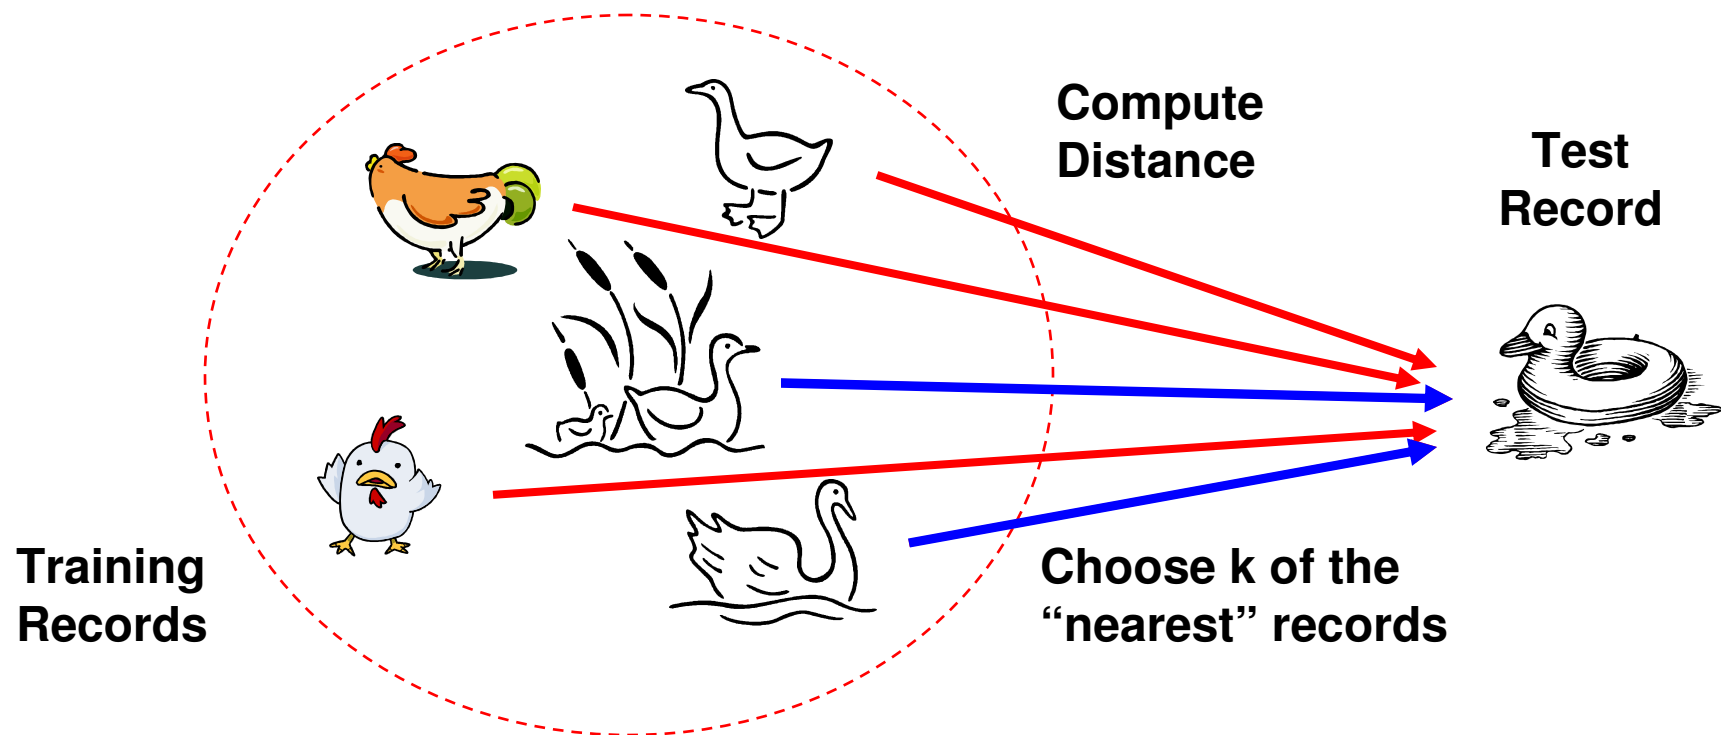 Compute
Distance
Test
Record
Training
Records
Choose k of the
“nearest” records